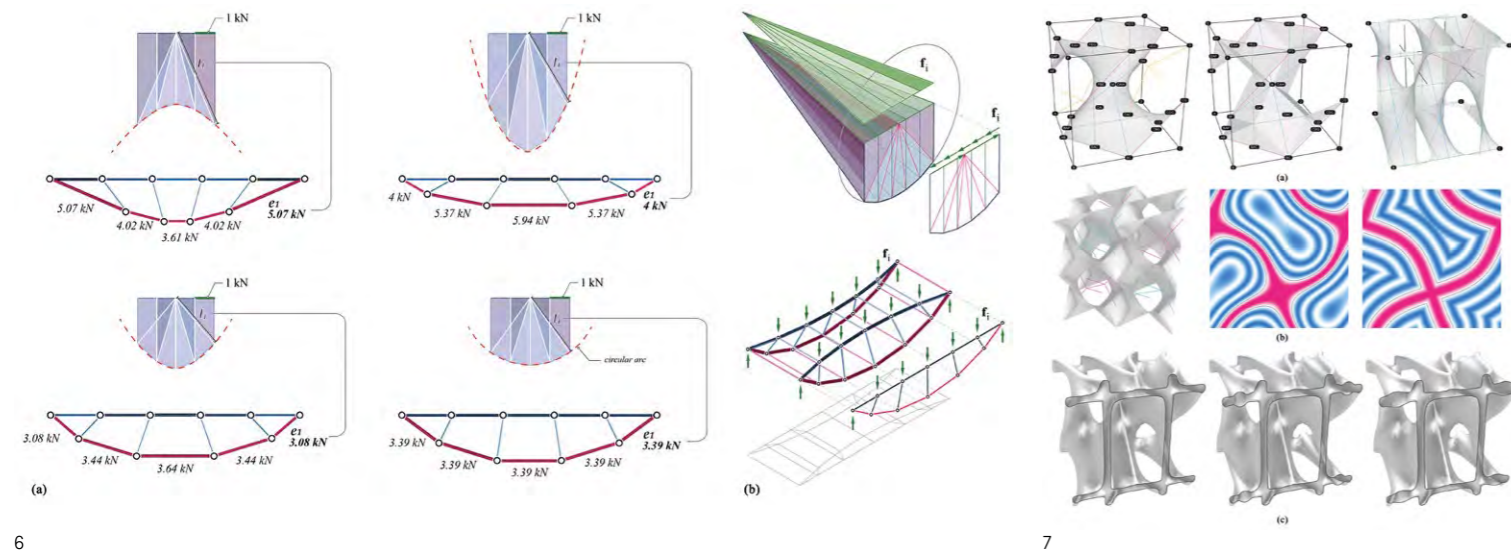 1 kN
f₁
5.07 kN
4.02 kN
3.61 kN
4.02 kN
e₁
5.07 kN
1 kN
f₁
4 kN
5.37 kN
5.94 kN
5.37 kN
e₁
4 kN
1 kN
f₁
3.08 kN
3.44 kN
3.64 kN
3.44 kN
e₁
3.08 kN
1 kN
f₁
circular arc
3.39 kN
3.39 kN
3.39 kN
3.39 kN
e₁
3.39 kN
(a)
fᵢ
fᵢ
fᵢ
fᵢ
(b)
6
(a)
(b)
(c)
7